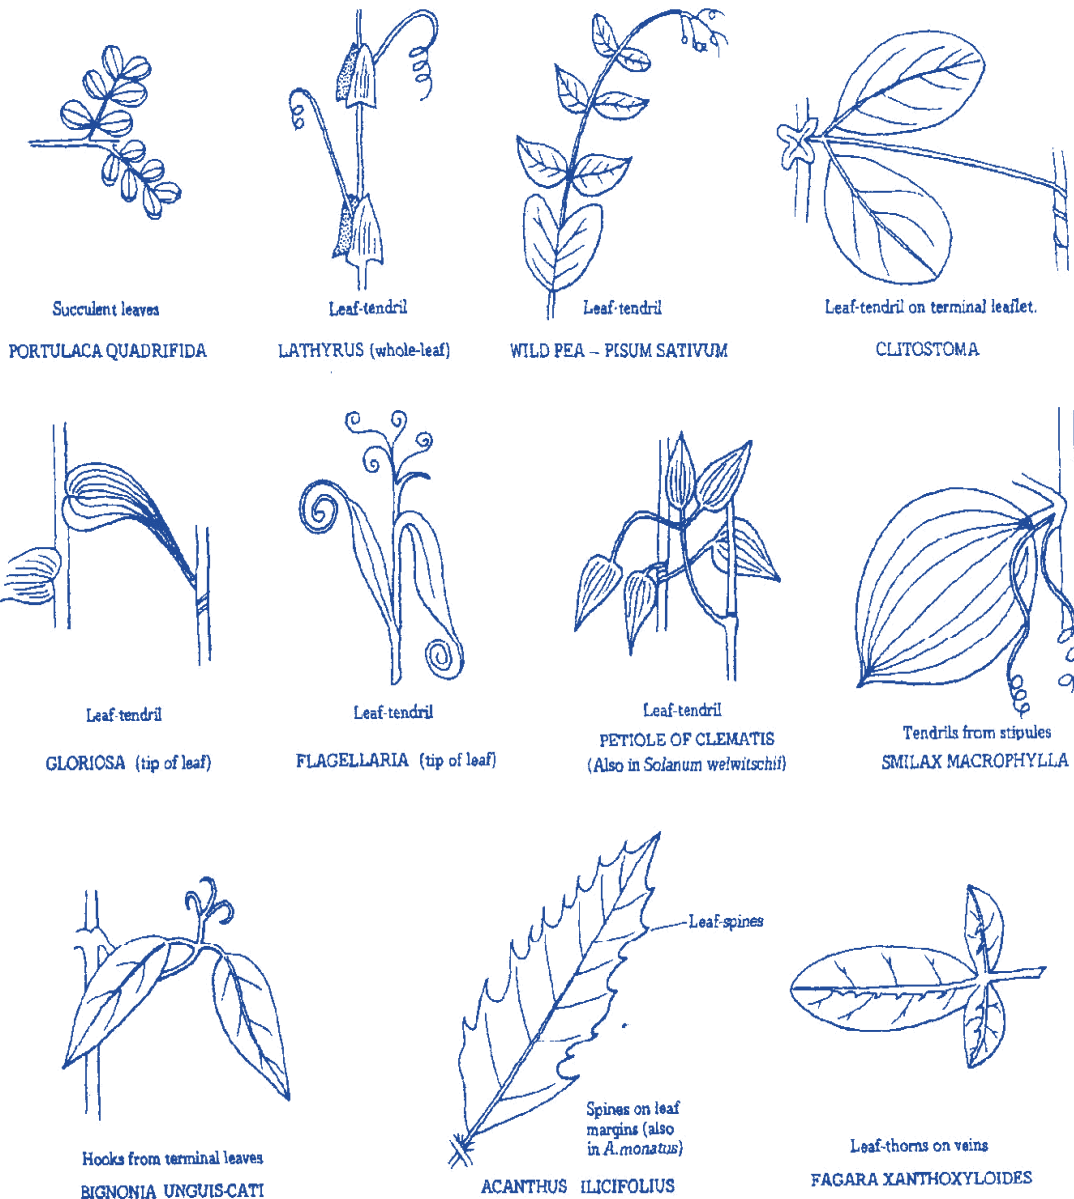 Succulent leaves
PORTULACA QUADRIFIDA
Leaf-tendril
LATHYRUS (whole-leaf)
Leaf-tendril
WILD PEA – PISUM SATIVUM
Leaf-tendril on terminal leaflet.
CLITOSTOMA
Leaf-tendril
GLORIOSA (tip of leaf)
Leaf-tendril
FLAGELLARIA (tip of leaf)
Leaf-tendril
PETIOLE OF CLEMATIS
(Also in Solanum welwitschii)
Tendrils from stipules
SMILAX MACROPHYLLA
Hooks from terminal leaves
BIGNONIA UNGUIS-CATI
Leaf-spines
Spines on leaf
margins (also
in A.monatus)
ACANTHUS ILICIFOLIUS
Leaf-thorns on veins
FAGARA XANTHOXYLOIDES